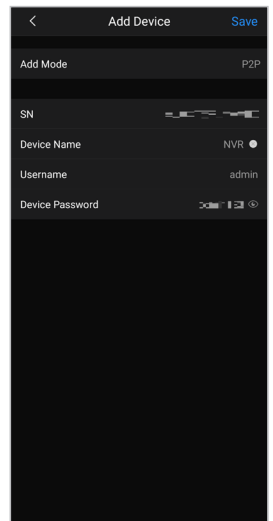 Add Device Save
Add Mode P2P
SN
Device Name NVR
Username admin
Device Password